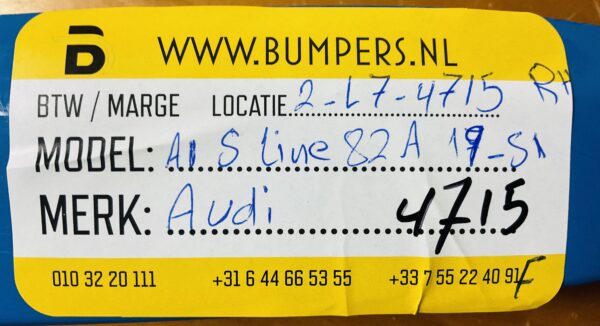 B WWW.BUMPERS.NL
BTW / MARGE LOCATIE 2-L7-4715 RH
MODEL: A1 S line 82A 19-
MERK: Audi 4715
010 32 20 111 +31 6 44 66 53 55 +33 7 55 22 40 91 F